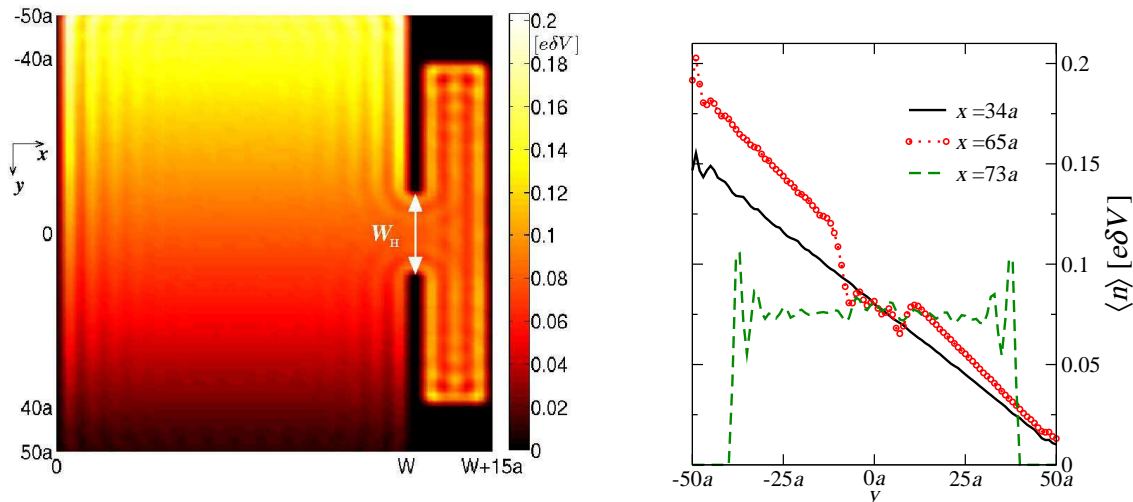 -50a
-40a
0
40a
50a
x
y
W_H
0
W
W+15a
0.2
[eδV]
0.18
0.16
0.14
0.12
0.1
0.08
0.06
0.04
0.02
0
x =34a
x =65a
x =73a
0.2
0.15
0.1
0.05
0
⟨n⟩ [eδV]
-50a
-25a
0a
25a
50a